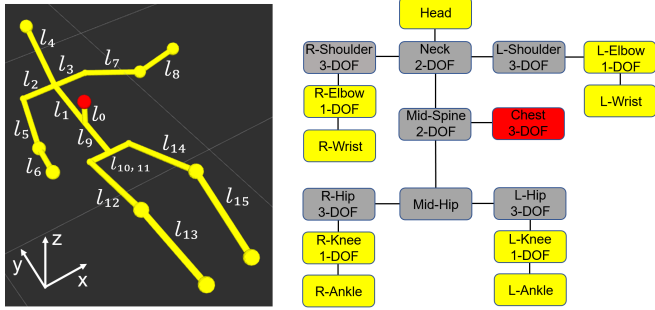 l4
l3
l7
l8
l2
l1
l0
l5
l9
l6
l10, 11
l14
l12
l15
l13
z
y
x
Head
R-Shoulder
3-DOF
Neck
2-DOF
L-Shoulder
3-DOF
L-Elbow
1-DOF
R-Elbow
1-DOF
L-Wrist
Mid-Spine
2-DOF
Chest
3-DOF
R-Wrist
R-Hip
3-DOF
Mid-Hip
L-Hip
3-DOF
R-Knee
1-DOF
L-Knee
1-DOF
R-Ankle
L-Ankle